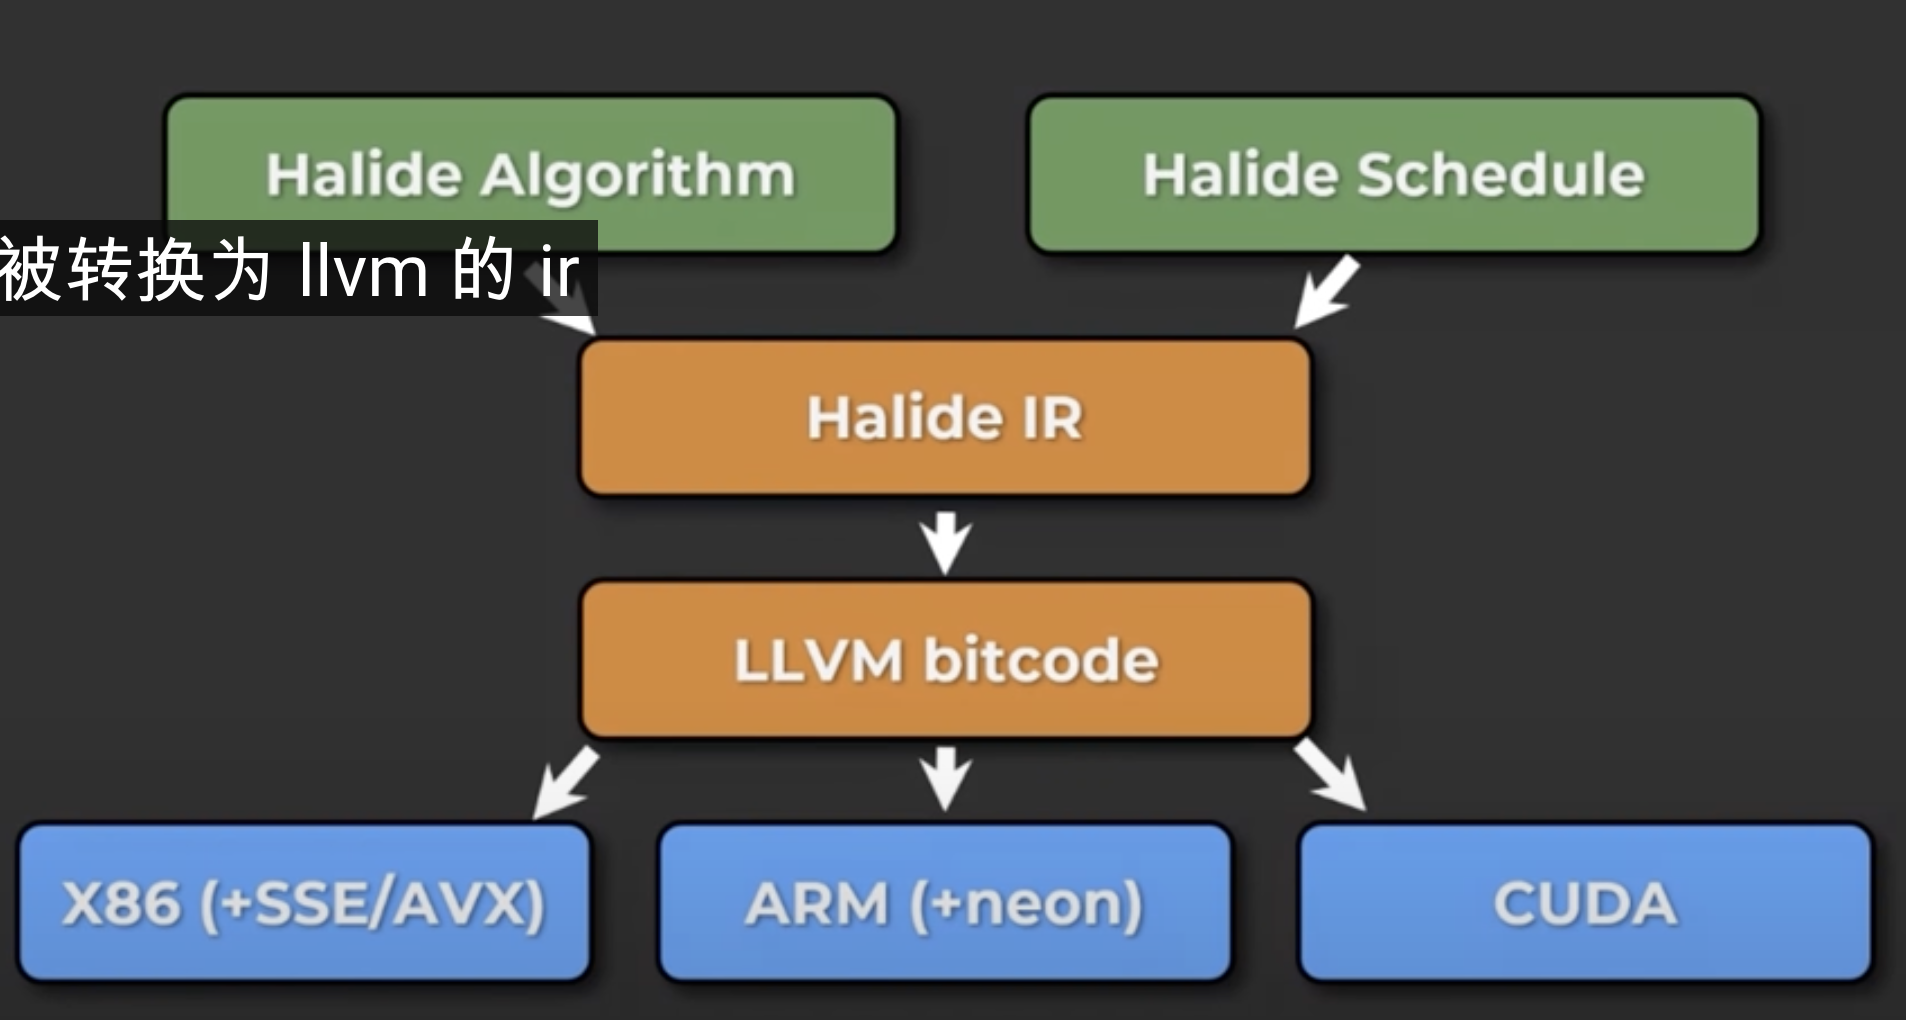 Halide Algorithm
Halide Schedule
被转换为 llvm 的 ir
Halide IR
LLVM bitcode
X86 (+SSE/AVX)
ARM (+neon)
CUDA